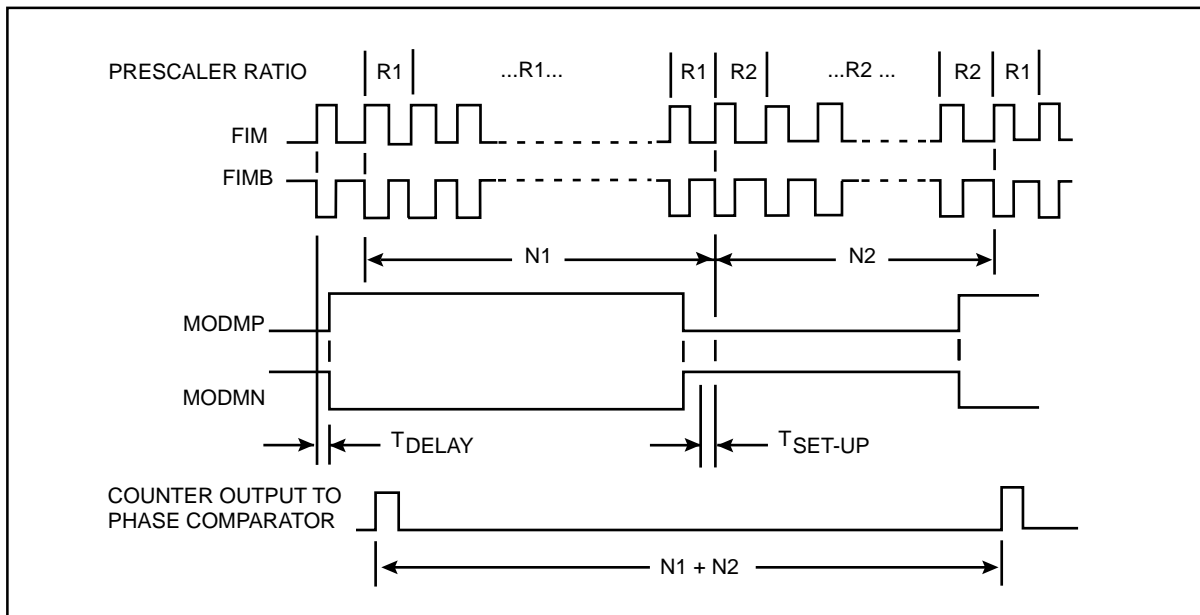 PRESCALER RATIO R1 ...R1... R1 R2 ...R2 ... R2 R1
FIM
FIMB
N1 N2
MODMP
MODMN
TDELAY TSET-UP
COUNTER OUTPUT TO
PHASE COMPARATOR
N1 + N2